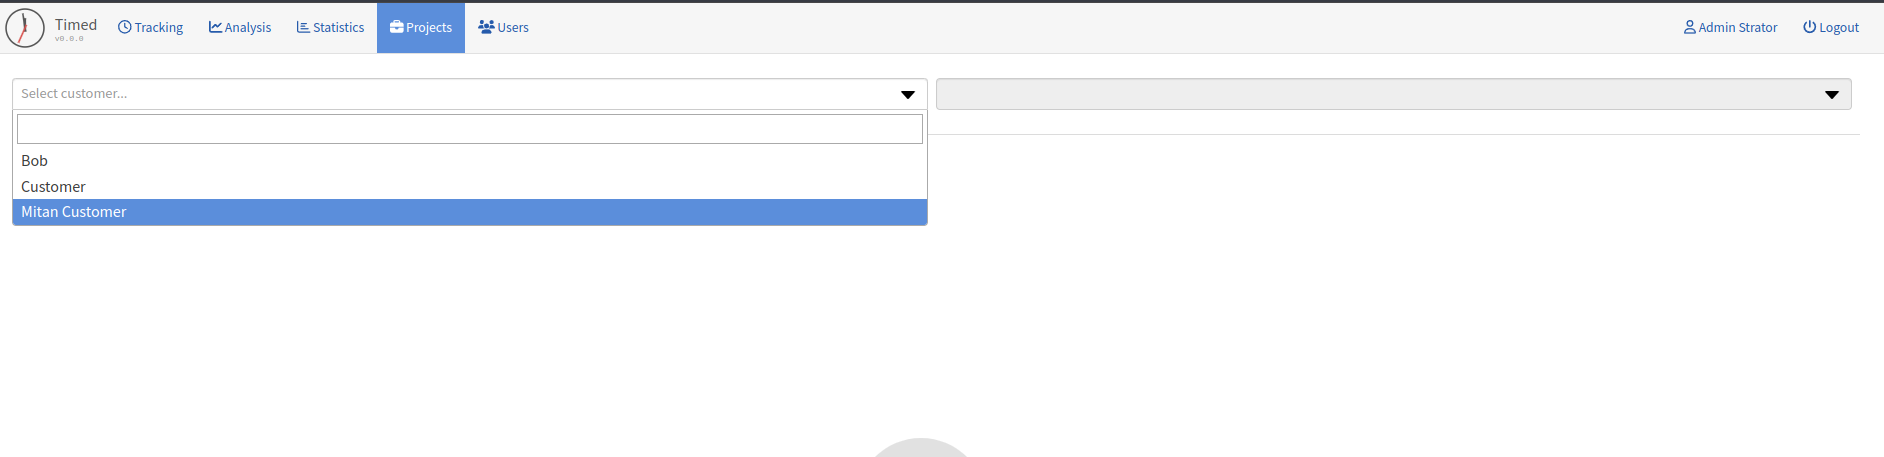 Timed
v0.0.0
Tracking
Analysis
Statistics
Projects
Users
Admin Strator
Logout
Select customer...
Bob
Customer
Mitan Customer